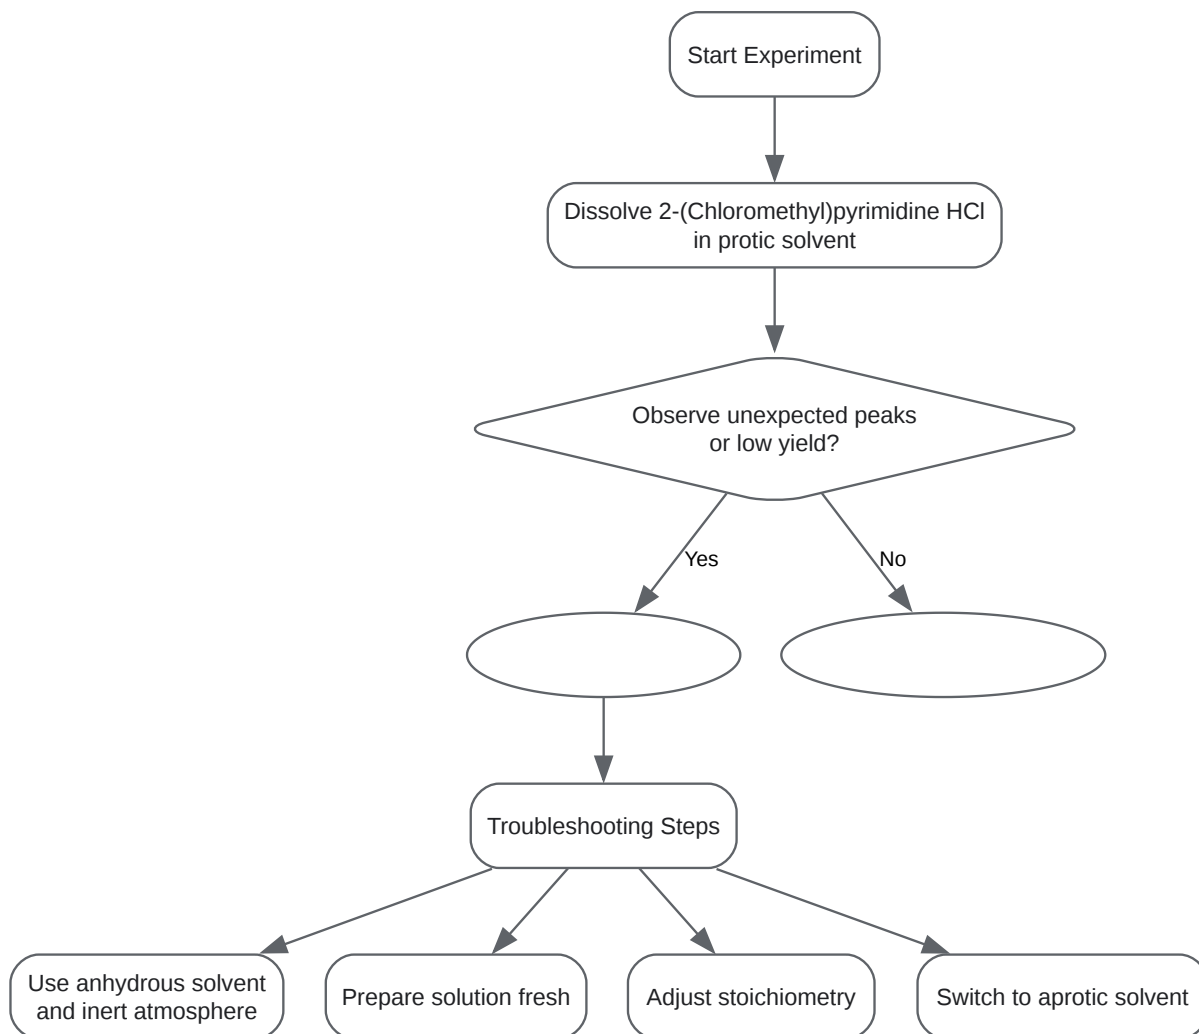 Start Experiment
Dissolve 2-(Chloromethyl)pyrimidine HCl
in protic solvent
Observe unexpected peaks
or low yield?
Yes
No
Troubleshooting Steps
Use anhydrous solvent
and inert atmosphere
Prepare solution fresh
Adjust stoichiometry
Switch to aprotic solvent